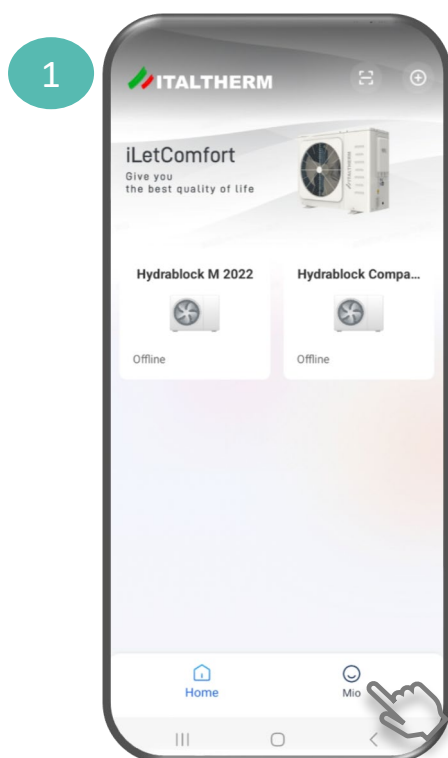 1
ITALTHERM
iLetComfort
Give you
the best quality of life
Hydrablock M 2022
Hydrablock Compa...
Offline
Offline
Home
Mio